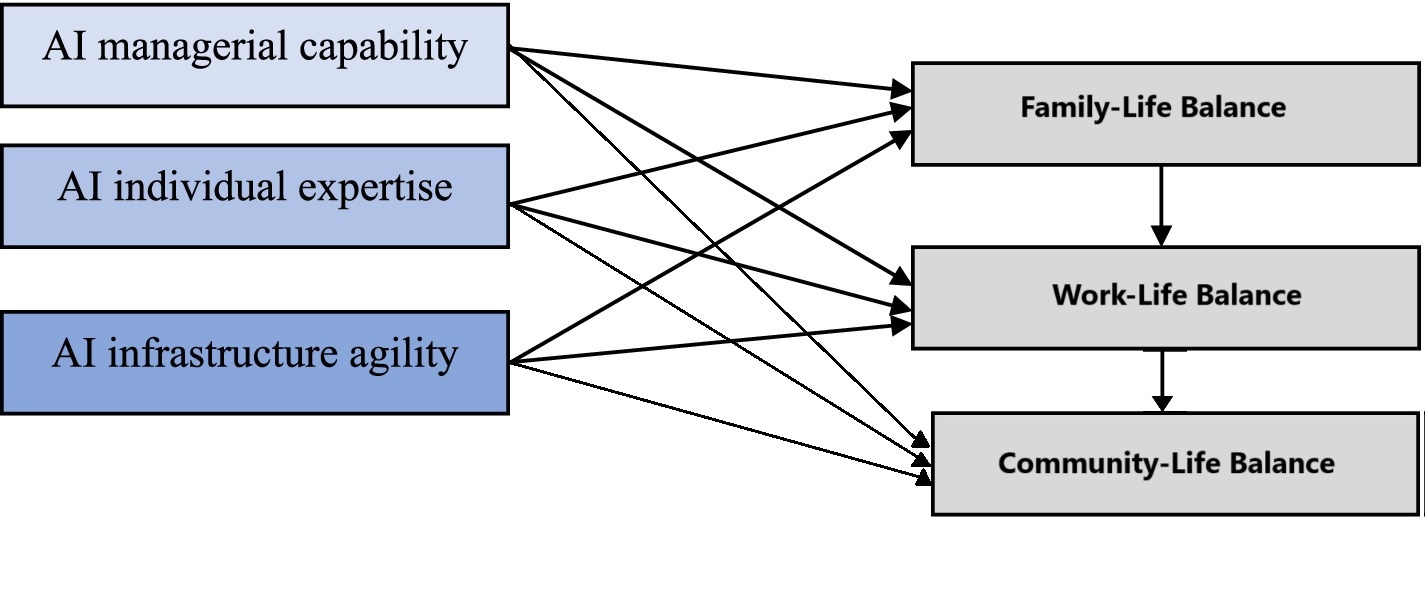 AI managerial capability
AI individual expertise
AI infrastructure agility
Family-Life Balance
Work-Life Balance
Community-Life Balance